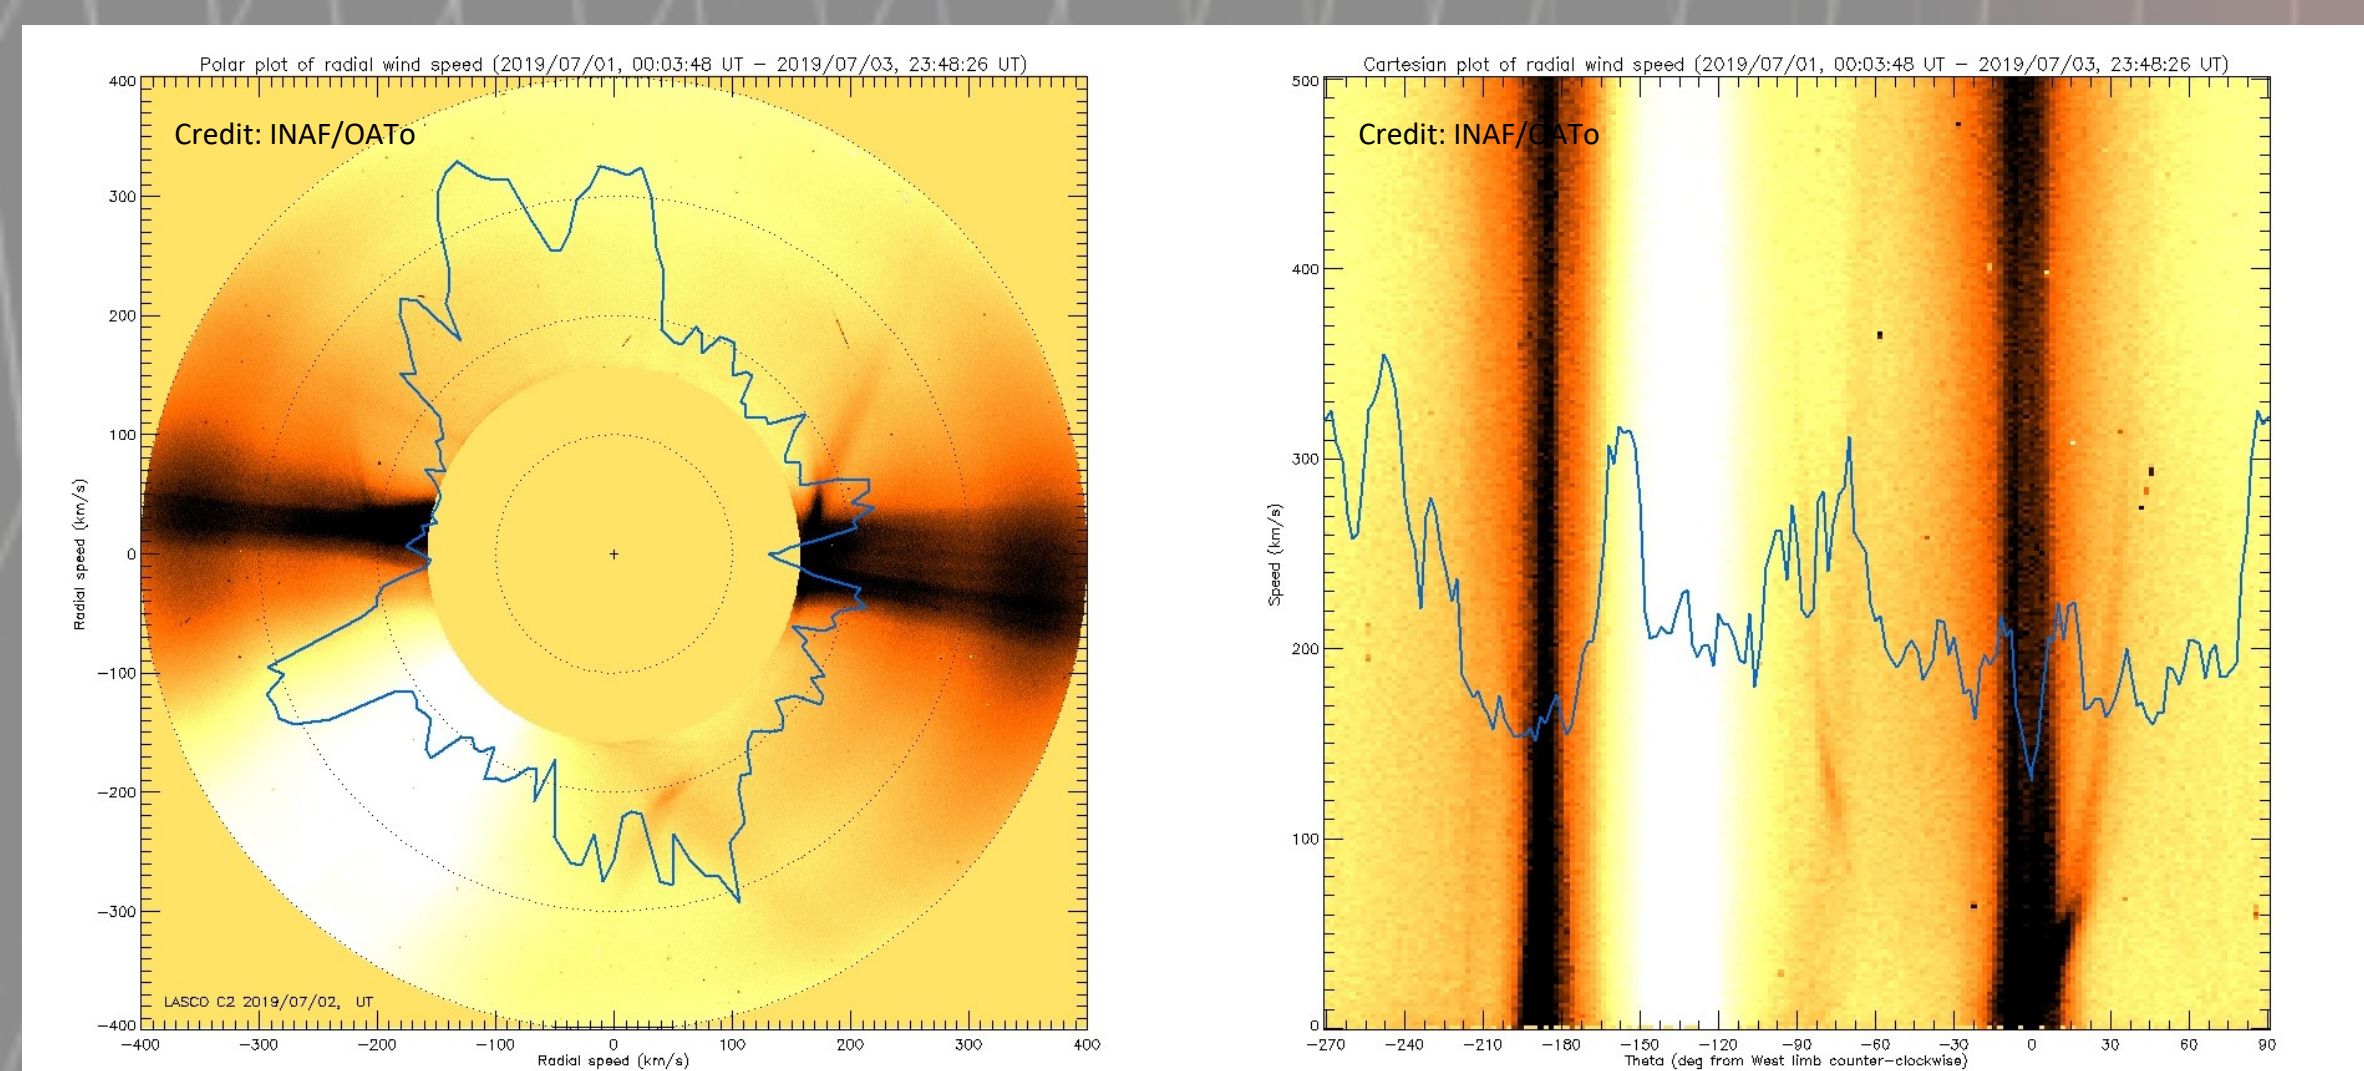 Polar plot of radial wind speed (2019/07/01, 00:03:48 UT − 2019/07/03, 23:48:26 UT)
Credit: INAF/OATo
400
300
200
100
0
−100
−200
−300
−400
Radial speed (km/s)
LASCO C2 2019/07/02, UT
−400 −300 −200 −100 0 100 200 300 400
Radial speed (km/s)
Cartesian plot of radial wind speed (2019/07/01, 00:03:48 UT − 2019/07/03, 23:48:26 UT)
Credit: INAF/OATo
500
400
300
200
100
0
Speed (km/s)
−270 −240 −210 −180 −150 −120 −90 −60 −30 0 30 60 90
Theta (deg from West limb counter−clockwise)